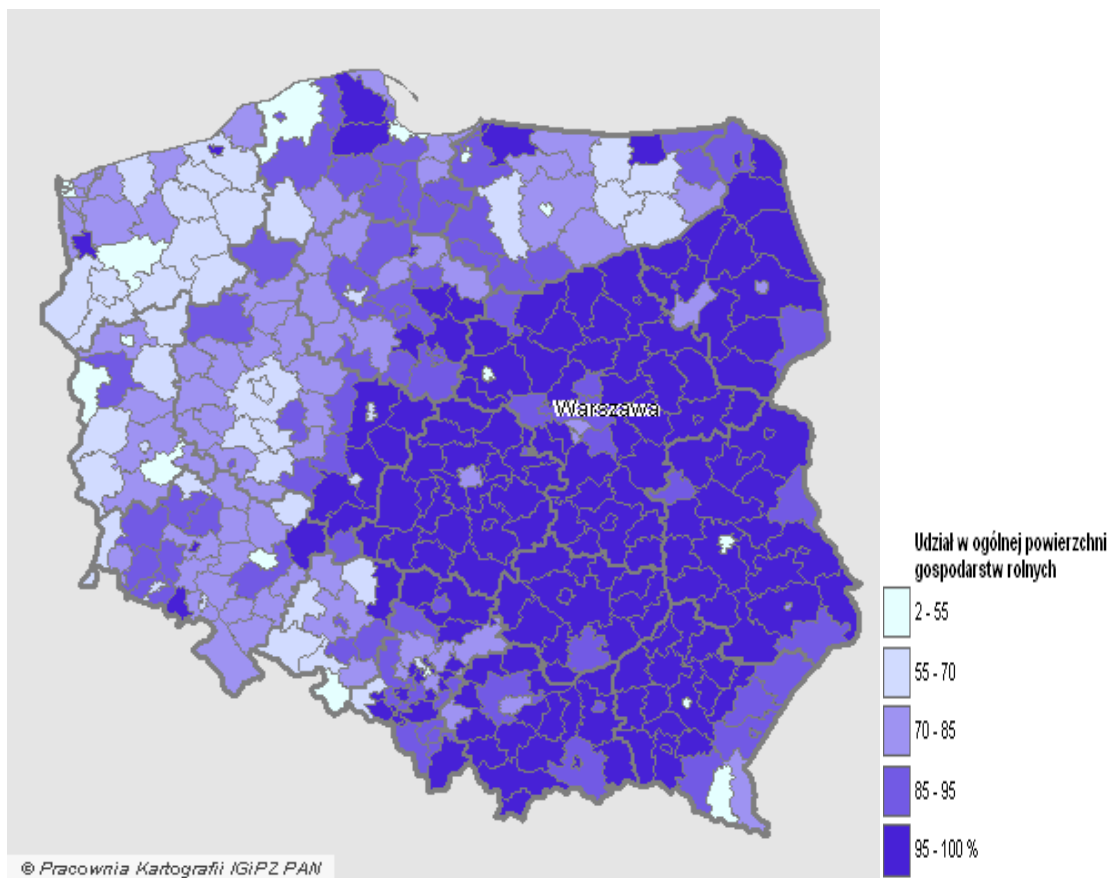 Warszawa
Udział w ogólnej powierzchni
gospodarstw rolnych
2 - 55
55 - 70
70 - 85
85 - 95
95 - 100 %
© Pracownia Kartografii IGiPZ PAN